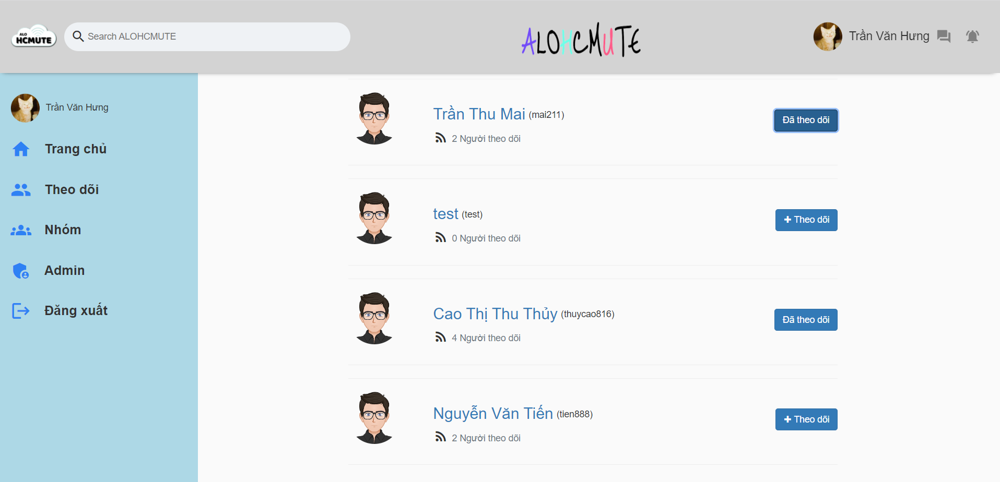 ALO
HCMUTE
Search ALOHCMUTE
ALOHCMUTE
Trần Văn Hưng
Trần Văn Hưng
Trang chủ
Theo dõi
Nhóm
Admin
Đăng xuất
Trần Thu Mai (mai211)
2 Người theo dõi
Đã theo dõi
test (test)
0 Người theo dõi
+ Theo dõi
Cao Thị Thu Thủy (thuycao816)
4 Người theo dõi
Đã theo dõi
Nguyễn Văn Tiến (tien888)
2 Người theo dõi
+ Theo dõi